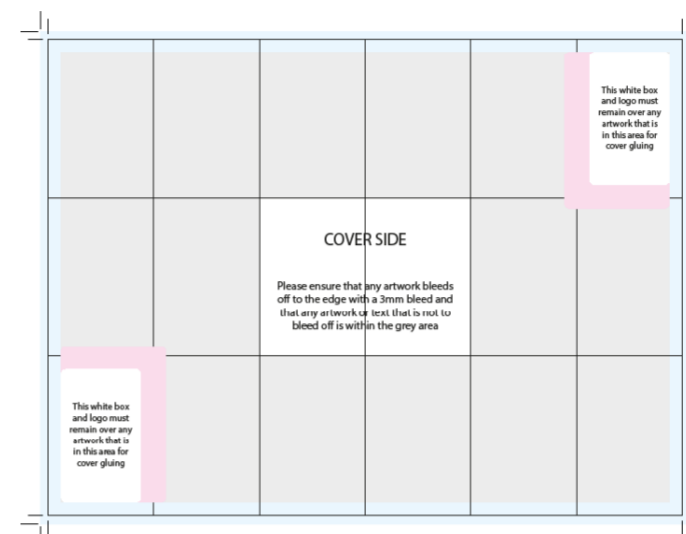 This white box
and logo must
remain over any
artwork that is
in this area for
cover gluing
COVER SIDE
Please ensure that any artwork bleeds
off to the edge with a 3mm bleed and
that any artwork or text that is not to
bleed off is within the grey area
This white box
and logo must
remain over any
artwork that is
in this area for
cover gluing